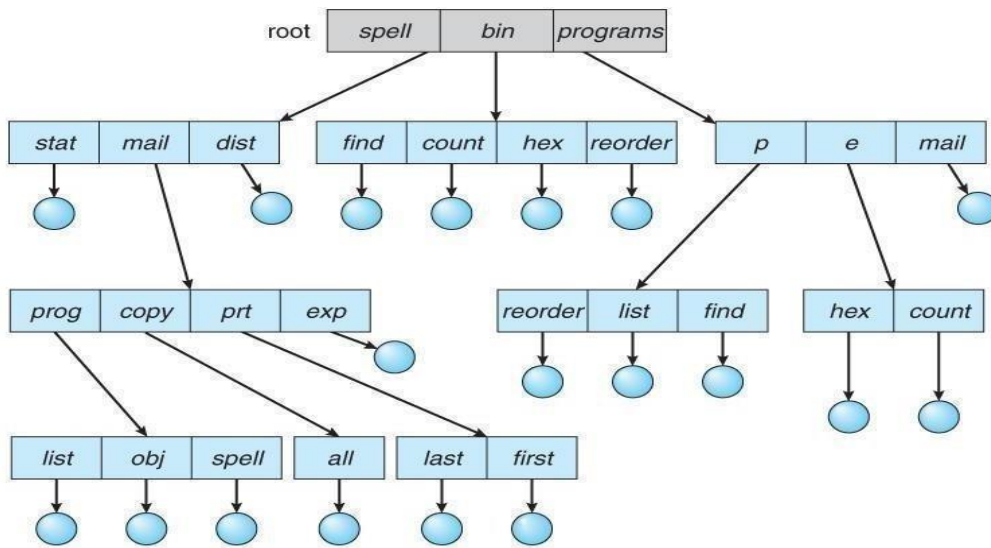 root spell bin programs
stat mail dist find count hex reorder p e mail
prog copy prt exp reorder list find hex count
list obj spell all last first